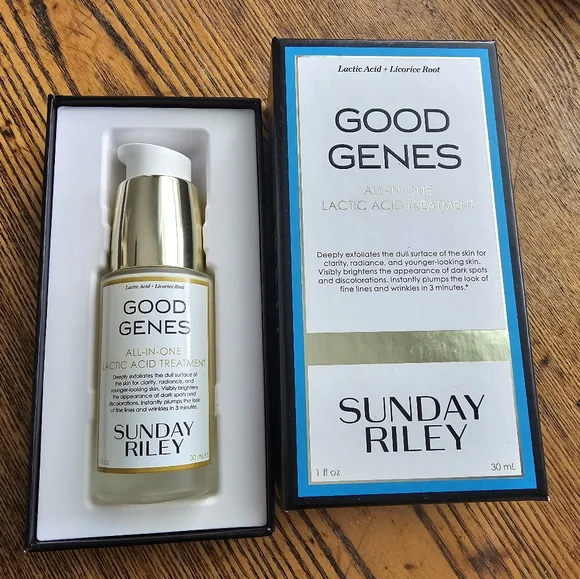 Lactic Acid + Licorice Root
GOOD
GENES
ALL-IN-ONE
LACTIC ACID TREATMENT
Deeply exfoliates the dull surface of
the skin for clarity, radiance, and
younger-looking skin. Visibly brightens
the appearance of dark spots and
discolorations. Instantly plumps the look
of fine lines and wrinkles in 3 minutes.
SUNDAY
RILEY
fl oz 30 mL
Lactic Acid + Licorice Root
GOOD
GENES
ALL-IN-ONE
LACTIC ACID TREATMENT
Deeply exfoliates the dull surface of the skin for
clarity, radiance, and younger-looking skin.
Visibly brightens the appearance of dark spots
and discolorations. Instantly plumps the look of
fine lines and wrinkles in 3 minutes.*
SUNDAY
RILEY
1 fl oz 30 mL